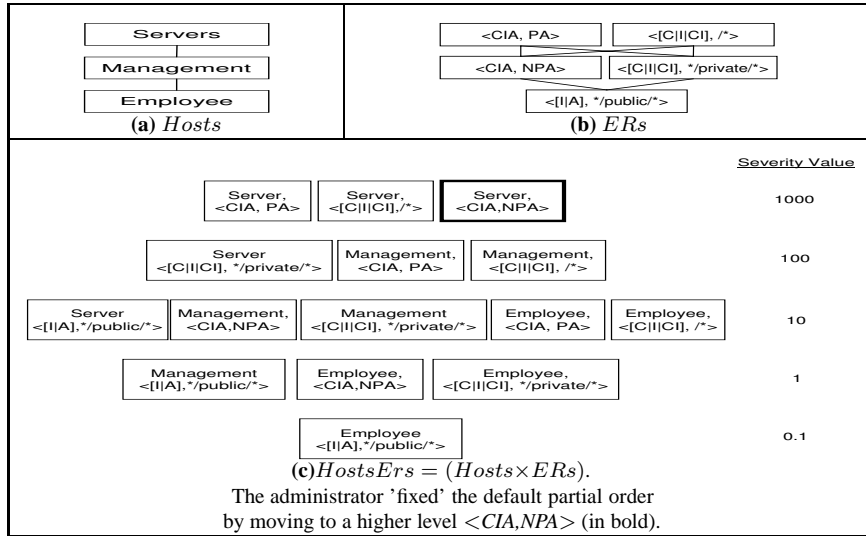 Servers
Management
Employee
(a) Hosts
<CIA, PA> <[C|I|CI], /*>
<CIA, NPA> <[C|I|CI], */private/*>
<[I|A], */public/*>
(b) ERs
Severity Value
Server, <CIA, PA>
Server, <[C|I|CI],/*>
Server, <CIA,NPA>
1000
Server <[C|I|CI], */private/*>
Management, <CIA, PA>
Management, <[C|I|CI], /*>
100
Server <[I|A],*/public/*>
Management, <CIA,NPA>
Management <[C|I|CI], */private/*>
Employee, <CIA, PA>
Employee, <[C|I|CI], /*>
10
Management <[I|A],*/public/*>
Employee, <CIA,NPA>
Employee, <[C|I|CI], */private/*>
1
Employee <[I|A],*/public/*>
0.1
(c)HostsErs = (Hosts×ERs).
The administrator 'fixed' the default partial order
by moving to a higher level <CIA,NPA> (in bold).